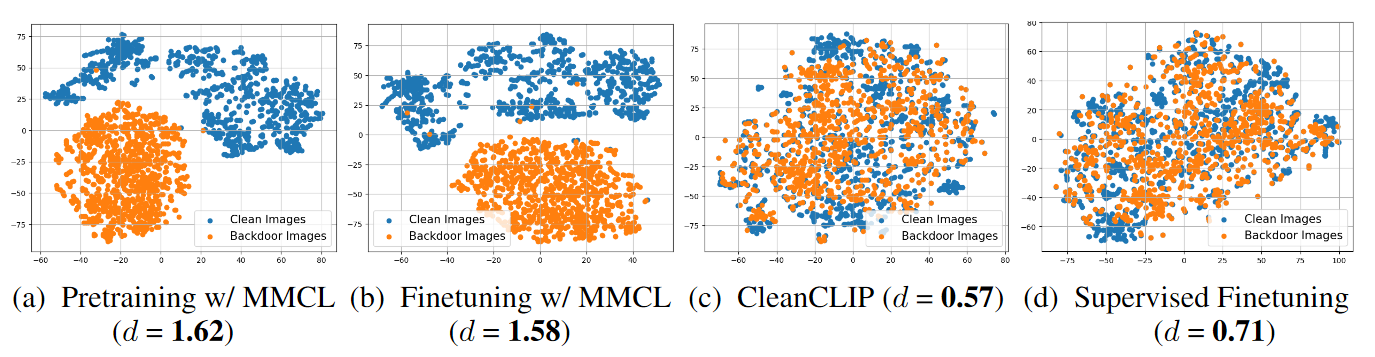 75
50
25
0
−25
−50
−75
−60 −40 −20 0 20 40 60 80
Clean Images
Backdoor Images
75
50
25
0
−25
−50
−75
−60 −40 −20 0 20 40
Clean Images
Backdoor Images
75
50
25
0
−25
−50
−75
−60 −40 −20 0 20 40 60 80
Clean Images
Backdoor Images
80
60
40
20
0
−20
−40
−60
−75 −50 −25 0 25 50 75 100
Clean Images
Backdoor Images
(a) Pretraining w/ MMCL
(d = 1.62)
(b) Finetuning w/ MMCL
(d = 1.58)
(c) CleanCLIP (d = 0.57)
(d) Supervised Finetuning
(d = 0.71)